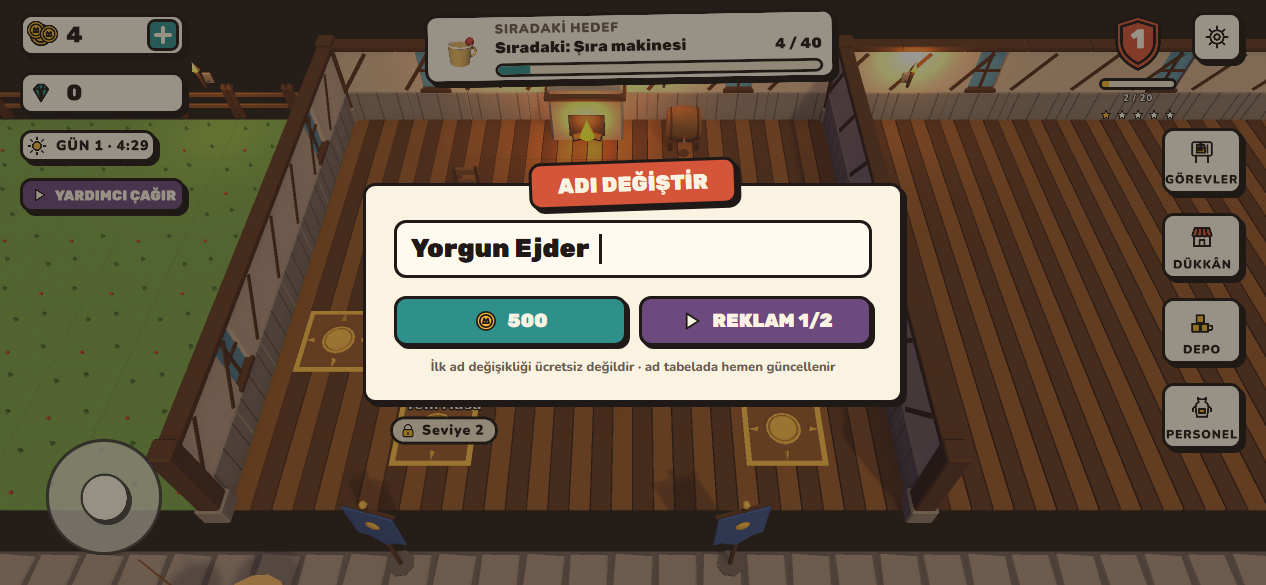 4
SIRADAKİ HEDEF
Sıradaki: Şıra makinesi
4 / 40
1
2 / 20
0
GÜN 1 · 4:29
YARDIMCI ÇAĞIR
GÖREVLER
DÜKKÂN
DEPO
PERSONEL
ADI DEĞİŞTİR
Yorgun Ejder
500
REKLAM 1/2
İlk ad değişikliği ücretsiz değildir · ad tabelada hemen güncellenir
Seviye 2